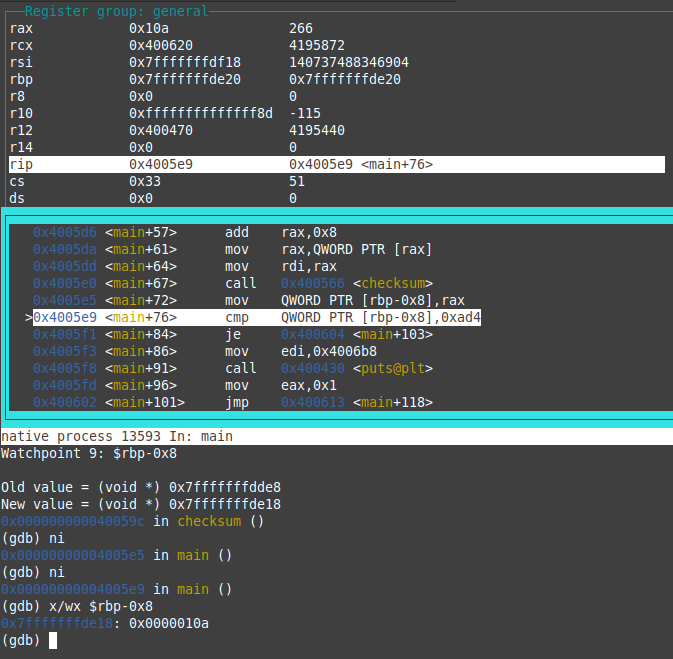 Register group: general
rax 0x10a 266
rcx 0x400620 4195872
rsi 0x7fffffffdf18 140737488346904
rbp 0x7fffffffde20 0x7fffffffde20
r8 0x0 0
r10 0xffffffffffffff8d -115
r12 0x400470 4195440
r14 0x0 0
rip 0x4005e9 0x4005e9 <main+76>
cs 0x33 51
ds 0x0 0
0x4005d6 <main+57> add rax,0x8
0x4005da <main+61> mov rax,QWORD PTR [rax]
0x4005dd <main+64> mov rdi,rax
0x4005e0 <main+67> call 0x400566 <checksum>
0x4005e5 <main+72> mov QWORD PTR [rbp-0x8],rax
>0x4005e9 <main+76> cmp QWORD PTR [rbp-0x8],0xad4
0x4005f1 <main+84> je 0x400604 <main+103>
0x4005f3 <main+86> mov edi,0x4006b8
0x4005f8 <main+91> call 0x400430 <puts@plt>
0x4005fd <main+96> mov eax,0x1
0x400602 <main+101> jmp 0x400613 <main+118>
native process 13593 In: main
Watchpoint 9: $rbp-0x8
Old value = (void *) 0x7fffffffdde8
New value = (void *) 0x7fffffffde18
0x000000000040059c in checksum ()
(gdb) ni
0x00000000004005e5 in main ()
(gdb) ni
0x00000000004005e9 in main ()
(gdb) x/wx $rbp-0x8
0x7fffffffde18: 0x0000010a
(gdb)